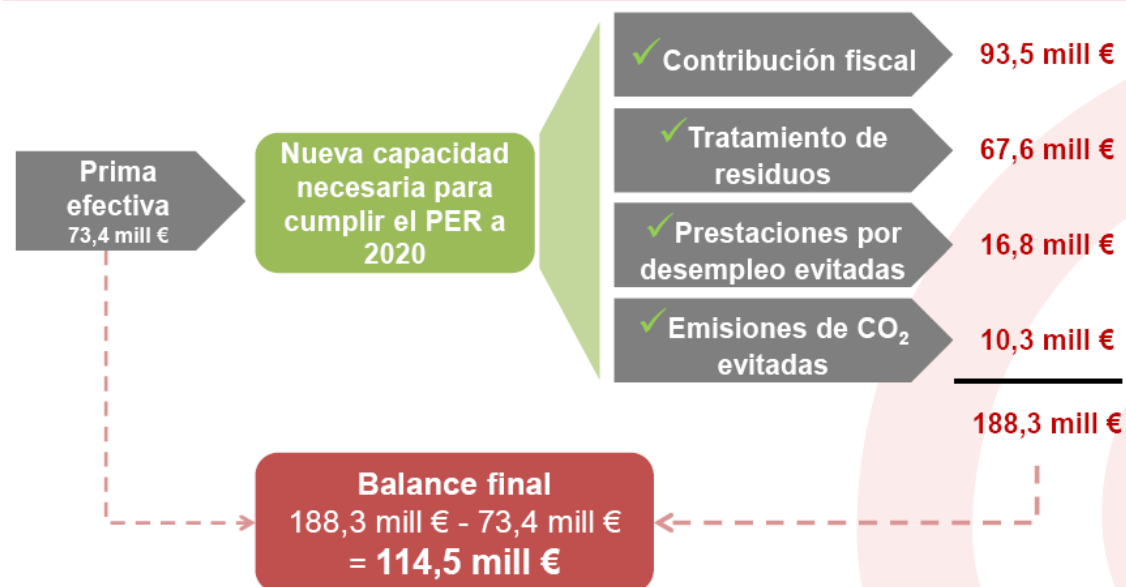 Prima
efectiva
73,4 mill €
Nueva capacidad
necesaria para
cumplir el PER a
2020
✓Contribución fiscal
93,5 mill €
✓Tratamiento de
residuos
67,6 mill €
✓Prestaciones por
desempleo evitadas
16,8 mill €
✓Emisiones de CO₂
evitadas
10,3 mill €
188,3 mill €
Balance final
188,3 mill € - 73,4 mill €
= 114,5 mill €